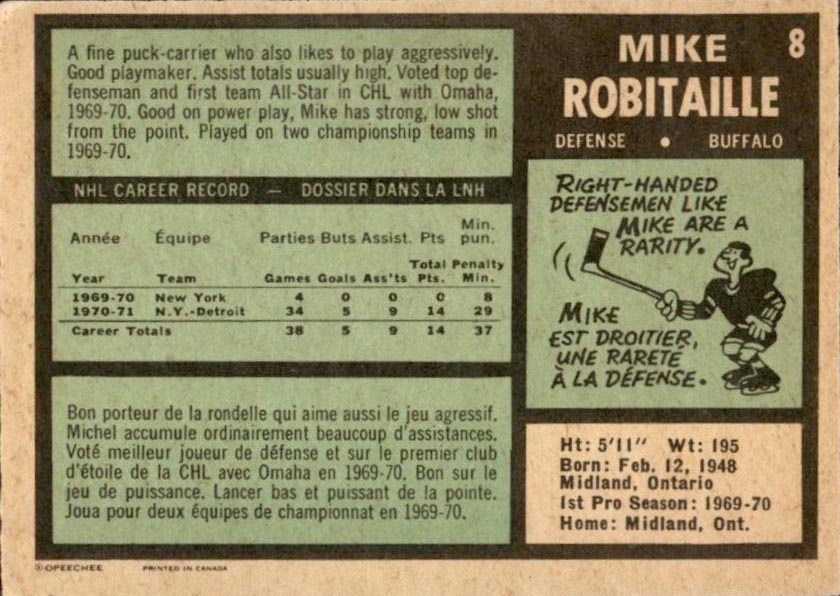 A fine puck-carrier who also likes to play aggressively.
Good playmaker. Assist totals usually high. Voted top de-
fenseman and first team All-Star in CHL with Omaha,
1969-70. Good on power play, Mike has strong, low shot
from the point. Played on two championship teams in
1969-70.
NHL CAREER RECORD — DOSSIER DANS LA LNH
Année Équipe Parties Buts Assist. Pts Min. pun.
Year Team Games Goals Ass'ts Total Pts. Penalty Min.
1969-70 New York 4 0 0 0 8
1970-71 N.Y.-Detroit 34 5 9 14 29
Career Totals 38 5 9 14 37
Bon porteur de la rondelle qui aime aussi le jeu agressif.
Michel accumule ordinairement beaucoup d'assistances.
Voté meilleur joueur de défense et sur le premier club
d'étoile de la CHL avec Omaha en 1969-70. Bon sur le
jeu de puissance. Lancer bas et puissant de la pointe.
Joua pour deux équipes de championnat en 1969-70.
©OPEECHEE PRINTED IN CANADA
8
MIKE
ROBITAILLE
DEFENSE • BUFFALO
RIGHT-HANDED
DEFENSEMEN LIKE
MIKE ARE A
RARITY.
MIKE
EST DROITIER,
UNE RARETÉ
À LA DÉFENSE.
Ht: 5'11" Wt: 195
Born: Feb. 12, 1948
Midland, Ontario
1st Pro Season: 1969-70
Home: Midland, Ont.